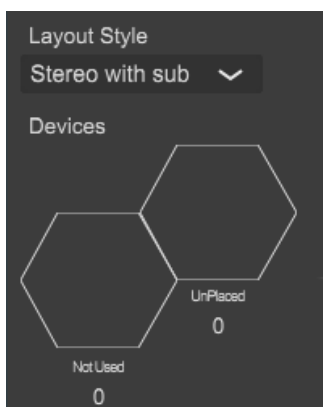 Layout Style
Stereo with sub
Devices
UnPlaced
0
Not Used
0